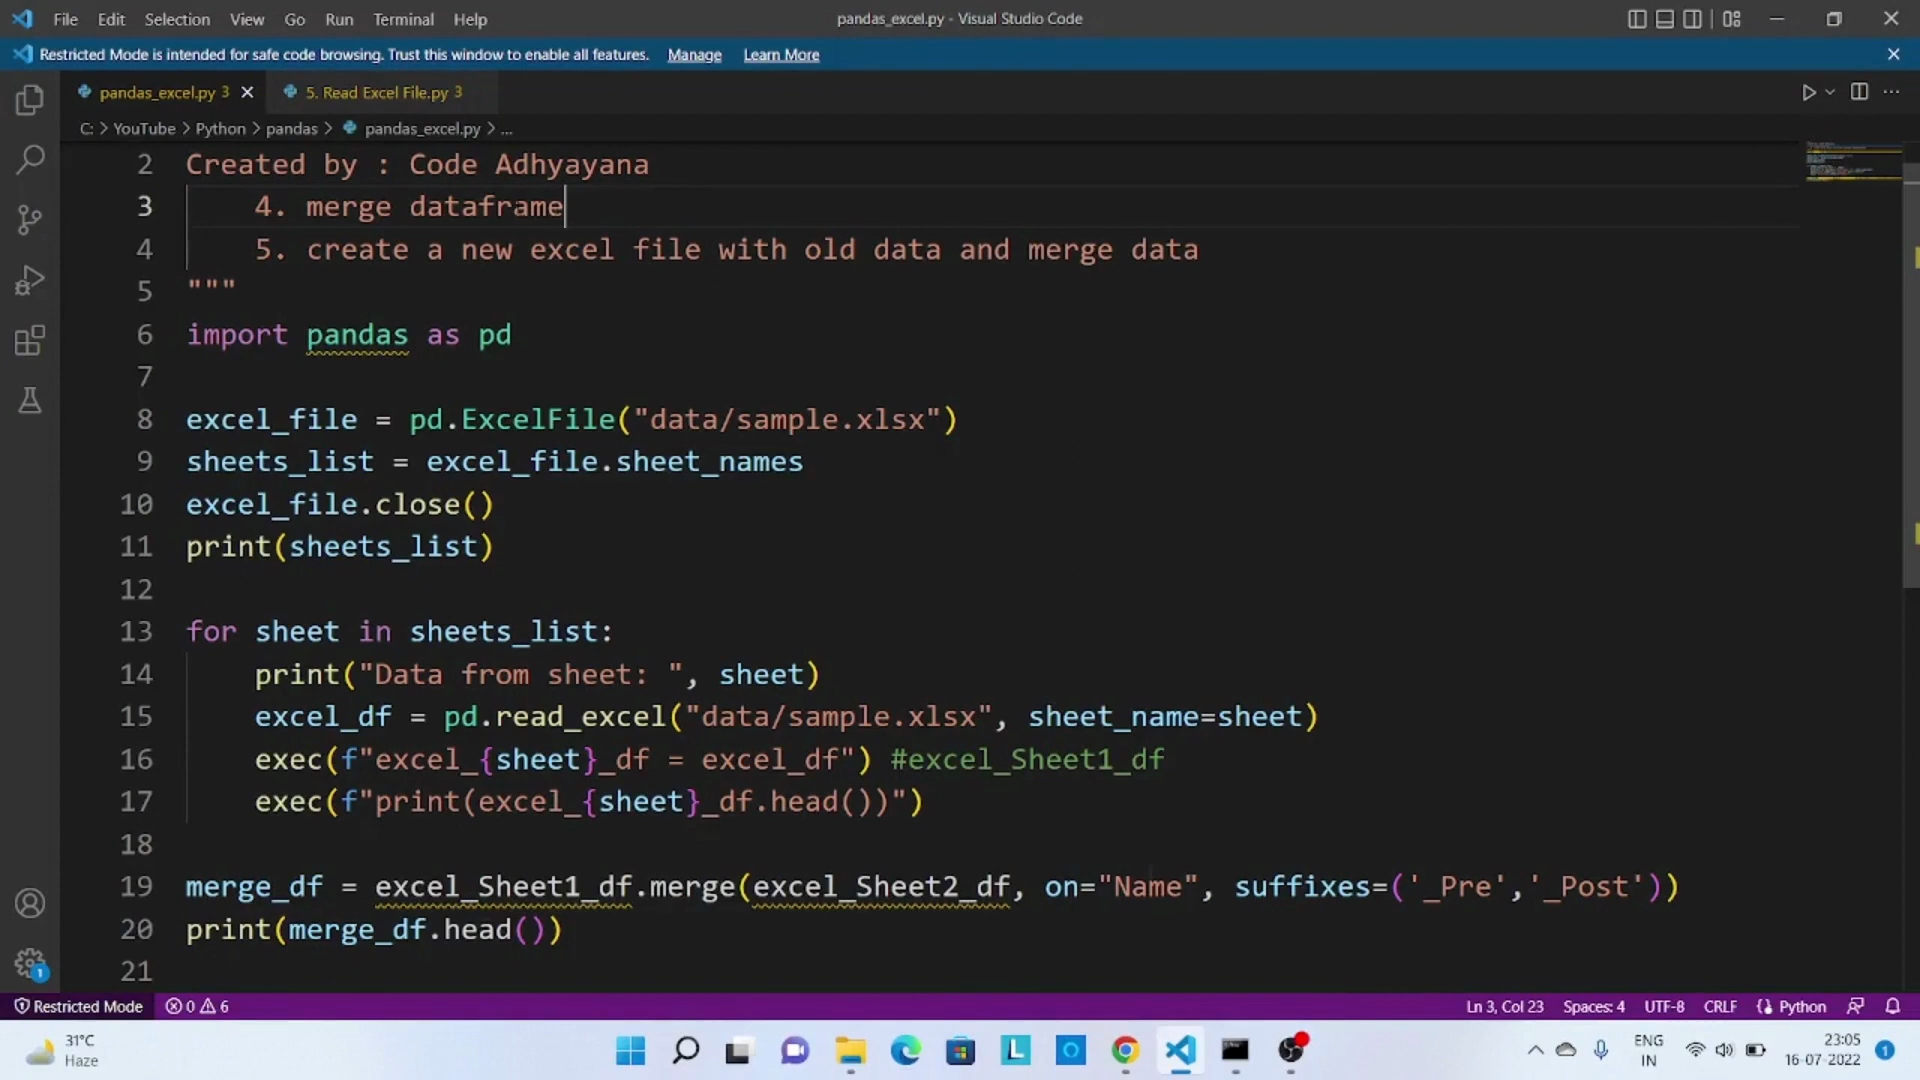 File Edit Selection View Go Run Terminal Help pandas_excel.py - Visual Studio Code
Restricted Mode is intended for safe code browsing. Trust this window to enable all features. Manage Learn More
pandas_excel.py 3 5. Read Excel File.py 3
C: > YouTube > Python > pandas > pandas_excel.py > ...
2 Created by : Code Adhyayana
3 4. merge dataframe
4 5. create a new excel file with old data and merge data
5 """
6 import pandas as pd
7
8 excel_file = pd.ExcelFile("data/sample.xlsx")
9 sheets_list = excel_file.sheet_names
10 excel_file.close()
11 print(sheets_list)
12
13 for sheet in sheets_list:
14 print("Data from sheet: ", sheet)
15 excel_df = pd.read_excel("data/sample.xlsx", sheet_name=sheet)
16 exec(f"excel_{sheet}_df = excel_df") #excel_Sheet1_df
17 exec(f"print(excel_{sheet}_df.head())")
18
19 merge_df = excel_Sheet1_df.merge(excel_Sheet2_df, on="Name", suffixes=('_Pre','_Post'))
20 print(merge_df.head())
21
1
Restricted Mode 0 6 Ln 3, Col 23 Spaces: 4 UTF-8 CRLF Python
31°C
Haze
L
ENG
IN
23:05
16-07-2022
1